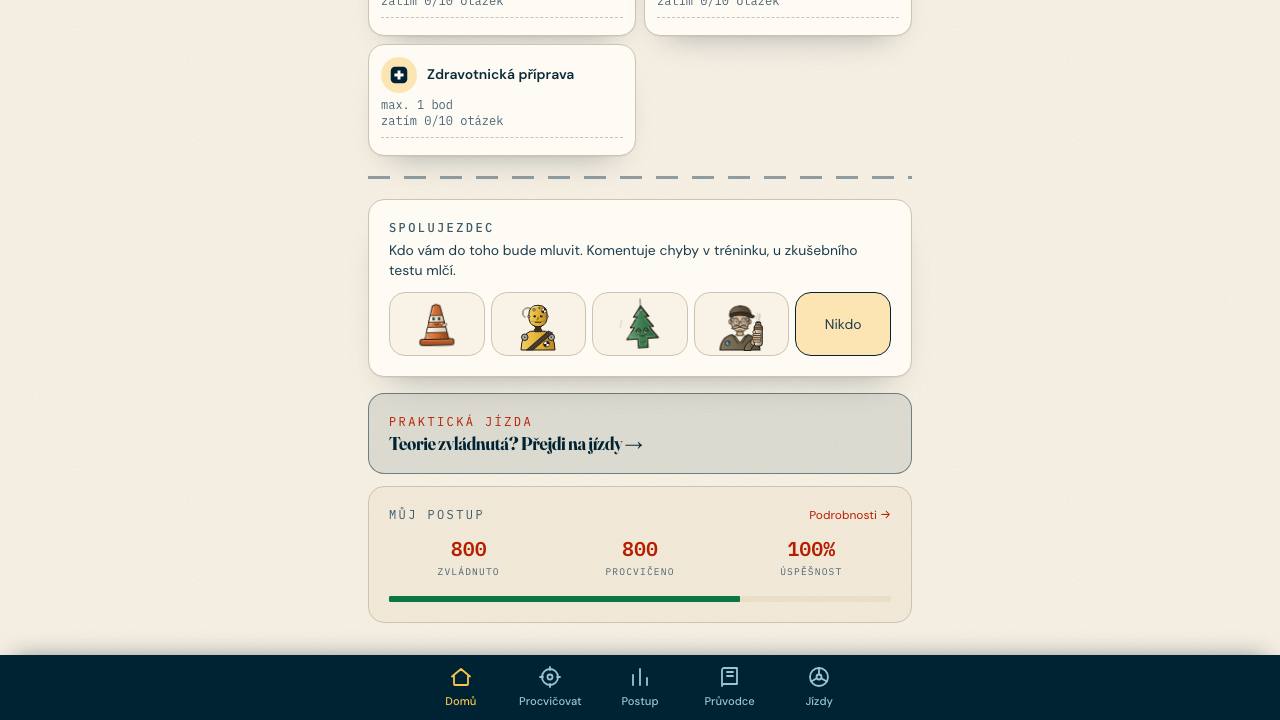 zatím 0/10 otázek
zatím 0/10 otázek
Zdravotnická příprava
max. 1 bod
zatím 0/10 otázek
SPOLUJEZDEC
Kdo vám do toho bude mluvit. Komentuje chyby v tréninku, u zkušebního
testu mlčí.
Nikdo
PRAKTICKÁ JÍZDA
Teorie zvládnutá? Přejdi na jízdy →
MŮJ POSTUP
Podrobnosti →
800
800
100%
ZVLÁDNUTO
PROCVIČENO
ÚSPĚŠNOST
Domů
Procvičovat
Postup
Průvodce
Jízdy